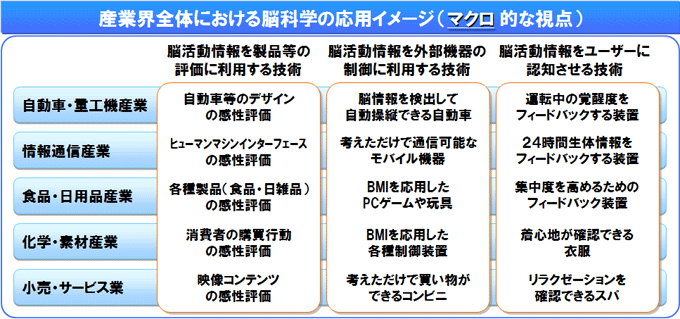 産業界全体における脳科学の応用イメージ(マクロ的な視点)
脳活動情報を製品等の
評価に利用する技術
脳活動情報を外部機器の
制御に利用する技術
脳活動情報をユーザーに
認知させる技術
自動車・重工機産業
自動車等のデザイン
の感性評価
脳情報を検出して
自動操縦できる自動車
運転中の覚醒度を
フィードバックする装置
情報通信産業
ヒューマンマシンインターフェース
の感性評価
考えただけで通信可能な
モバイル機器
24時間生体情報を
フィードバックする装置
食品・日用品産業
各種製品(食品・日雑品)
の感性評価
BMIを応用した
PCゲームや玩具
集中度を高めるための
フィードバック装置
化学・素材産業
消費者の購買行動
の感性評価
BMIを応用した
各種制御装置
着心地が確認できる
衣服
小売・サービス業
映像コンテンツ
の感性評価
考えただけで買い物が
できるコンビニ
リラクゼーションを
確認できるスパ